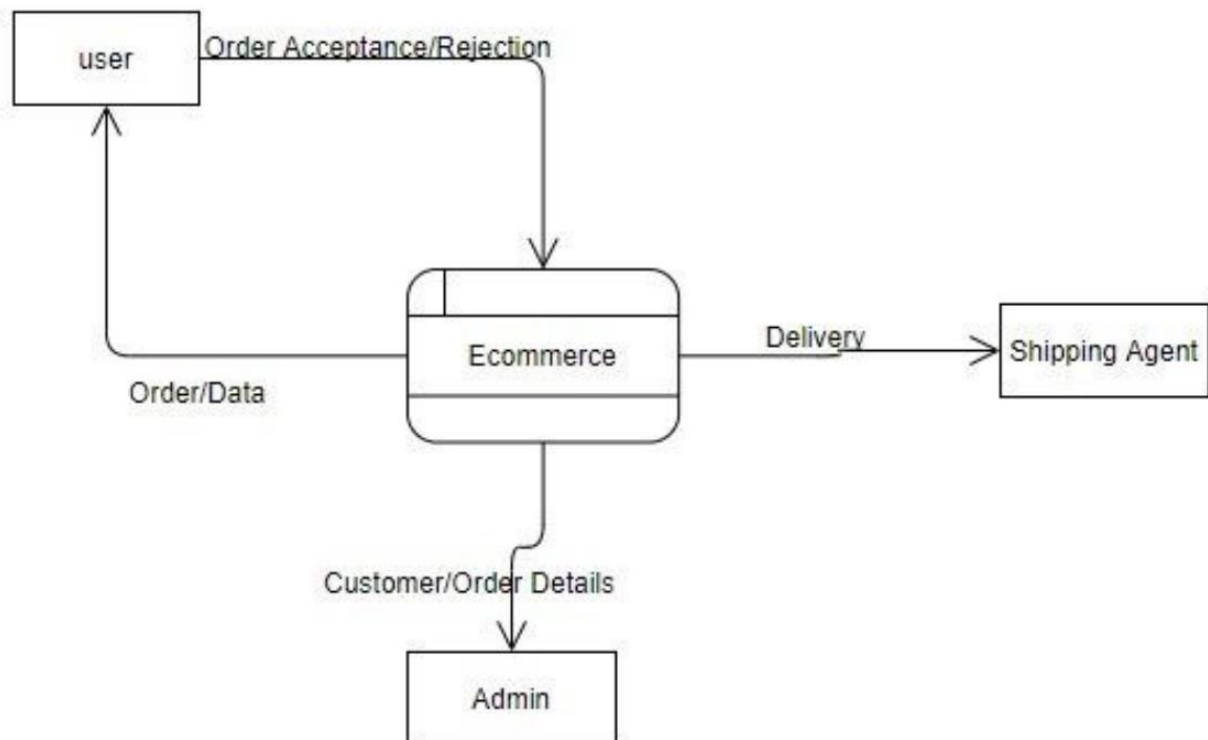 user
Order Acceptance/Rejection
Ecommerce
Delivery
Shipping Agent
Order/Data
Customer/Order Details
Admin